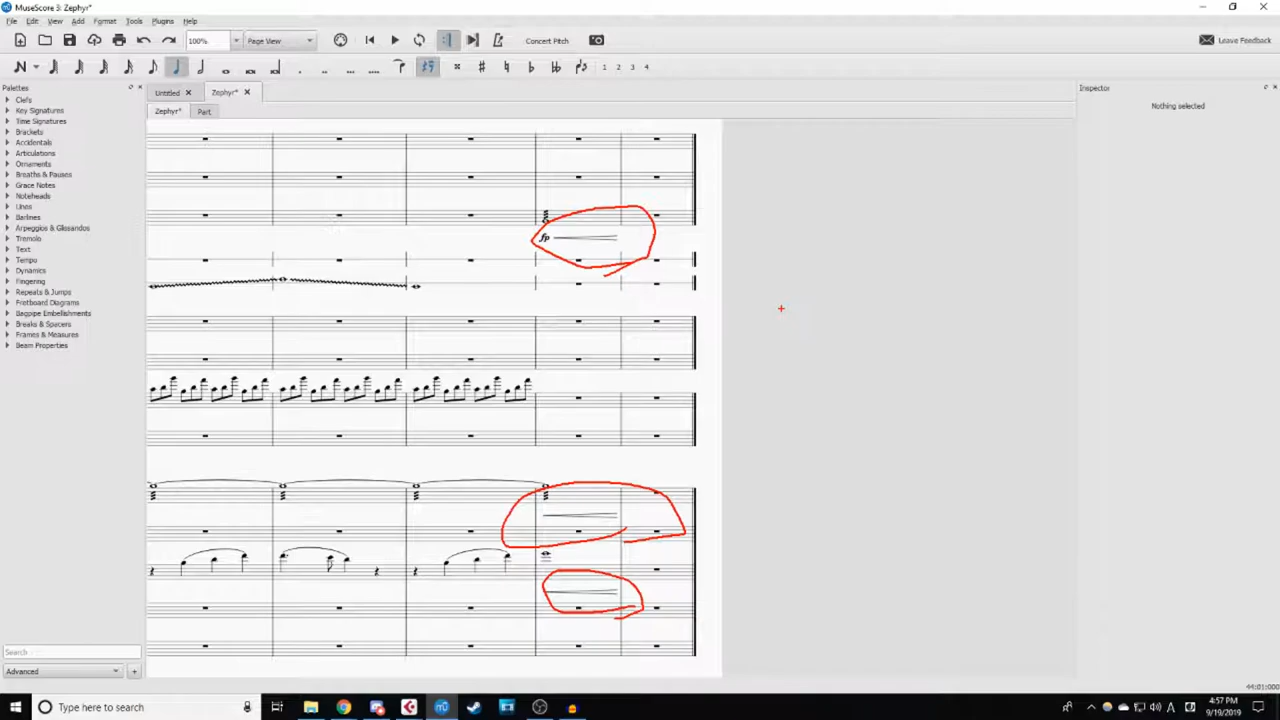 MuseScore 3: Zephyr*
File Edit View Add Format Tools Plugins Help
100% Page View Concert Pitch Leave Feedback
N 1 2 3 4
Palettes
Untitled Zephyr*
Inspector
Zephyr* Part
Nothing selected
Clefs
Key Signatures
Time Signatures
Brackets
Accidentals
Articulations
Ornaments
Breaths & Pauses
Grace Notes
Noteheads
Lines
Barlines
Arpeggios & Glissandos
Tremolo
Text
Tempo
Dynamics
Fingering
Repeats & Jumps
Fretboard Diagrams
Bagpipe Embellishments
Breaks & Spacers
Frames & Measures
Beam Properties
fp
Search
Advanced
44:01:000
Type here to search
4:57 PM
9/19/2019